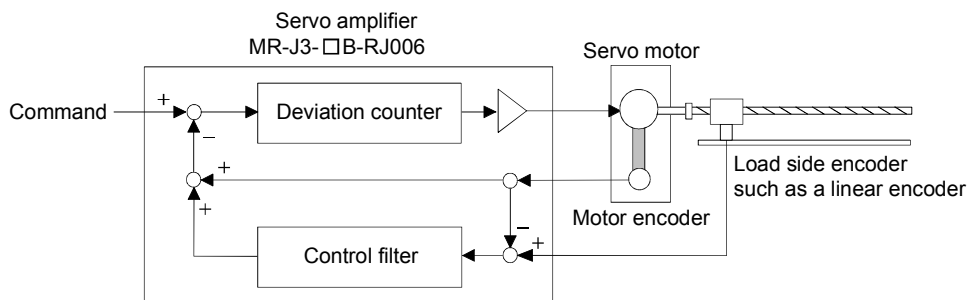 Servo amplifier
MR-J3-□B-RJ006
Servo motor
Command
+
Deviation counter
−
+
Load side encoder
such as a linear encoder
Motor encoder
+
−
+
Control filter